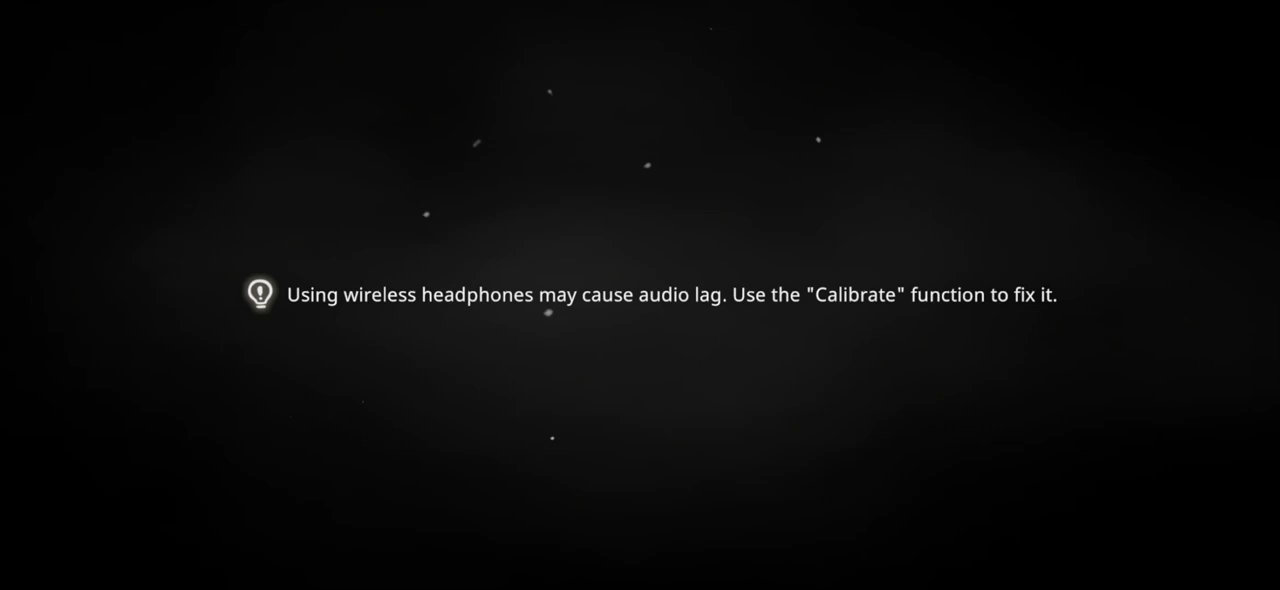 Using wireless headphones may cause audio lag. Use the "Calibrate" function to fix it.